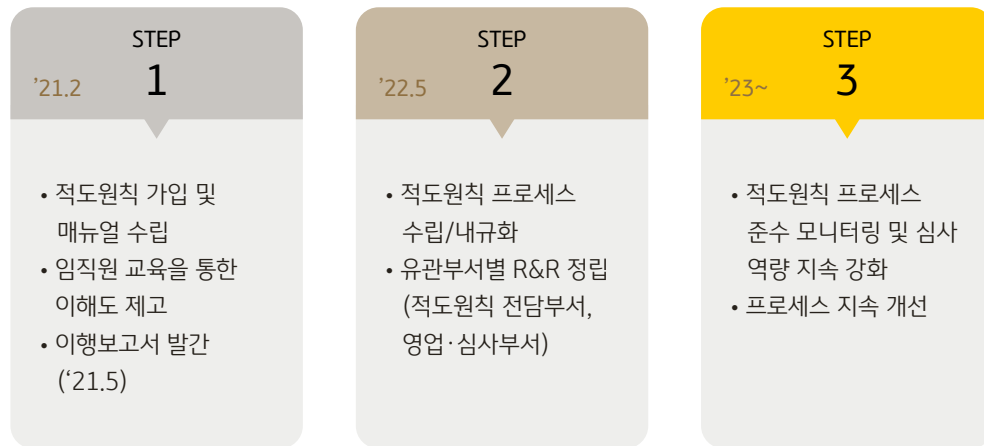 STEP
’21.2 1
• 적도원칙 가입 및
매뉴얼 수립
• 임직원 교육을 통한
이해도 제고
• 이행보고서 발간
(‘21.5)
STEP
’22.5 2
• 적도원칙 프로세스
수립/내규화
• 유관부서별 R&R 정립
(적도원칙 전담부서,
영업·심사부서)
STEP
’23~ 3
• 적도원칙 프로세스
준수 모니터링 및 심사
역량 지속 강화
• 프로세스 지속 개선